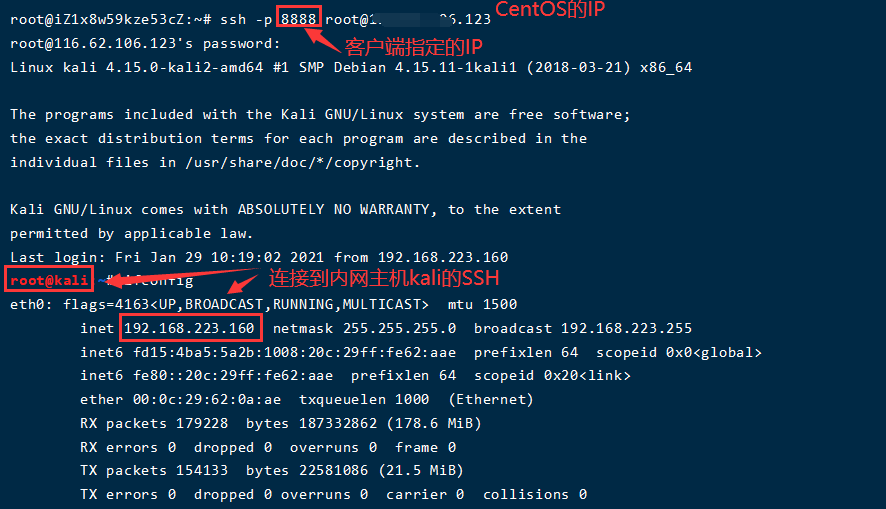 root@iZ1x8w59kze53cZ:~# ssh -p 8888 root@1 6.123 CentOS的IP
root@116.62.106.123's password: 客户端指定的IP
Linux kali 4.15.0-kali2-amd64 #1 SMP Debian 4.15.11-1kali1 (2018-03-21) x86_64
The programs included with the Kali GNU/Linux system are free software;
the exact distribution terms for each program are described in the
individual files in /usr/share/doc/*/copyright.
Kali GNU/Linux comes with ABSOLUTELY NO WARRANTY, to the extent
permitted by applicable law.
Last login: Fri Jan 29 10:19:02 2021 from 192.168.223.160
root@kali ~# ifconfig 连接到内网主机kali的SSH
eth0: flags=4163<UP,BROADCAST,RUNNING,MULTICAST>  mtu 1500
inet 192.168.223.160  netmask 255.255.255.0  broadcast 192.168.223.255
inet6 fd15:4ba5:5a2b:1008:20c:29ff:fe62:aae  prefixlen 64  scopeid 0x0<global>
inet6 fe80::20c:29ff:fe62:aae  prefixlen 64  scopeid 0x20<link>
ether 00:0c:29:62:0a:ae  txqueuelen 1000  (Ethernet)
RX packets 179228  bytes 187332862 (178.6 MiB)
RX errors 0  dropped 0  overruns 0  frame 0
TX packets 154133  bytes 22581086 (21.5 MiB)
TX errors 0  dropped 0 overruns 0  carrier 0  collisions 0